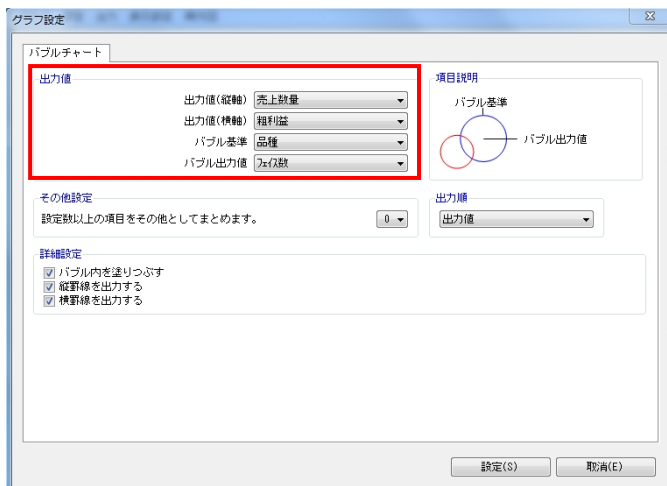 グラフ設定
バブルチャート
出力値
出力値(縦軸) 売上数量
出力値(横軸) 粗利益
バブル基準 品種
バブル出力値 フェイス数
項目説明
バブル基準
バブル出力値
その他設定
設定数以上の項目をその他としてまとめます。 0
出力順
出力値
詳細設定
バブル内を塗りつぶす
縦罫線を出力する
横罫線を出力する
設定(S) 取消(E)